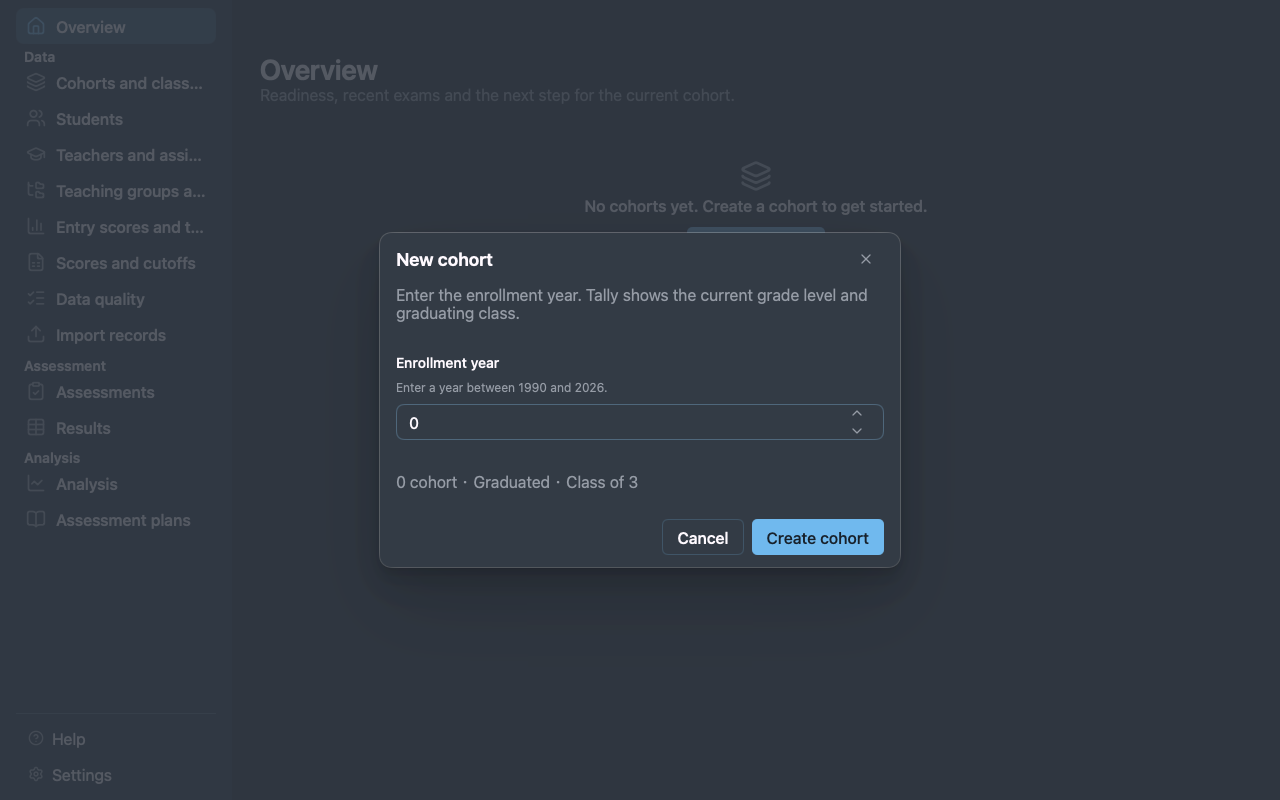 Overview
Data
Cohorts and class...
Students
Teachers and assi...
Teaching groups a...
Entry scores and t...
Scores and cutoffs
Data quality
Import records
Assessment
Assessments
Results
Analysis
Analysis
Assessment plans
Help
Settings
Overview
Readiness, recent exams and the next step for the current cohort.
No cohorts yet. Create a cohort to get started.
New cohort
Enter the enrollment year. Tally shows the current grade level and
graduating class.
Enrollment year
Enter a year between 1990 and 2026.
0
0 cohort · Graduated · Class of 3
Cancel
Create cohort